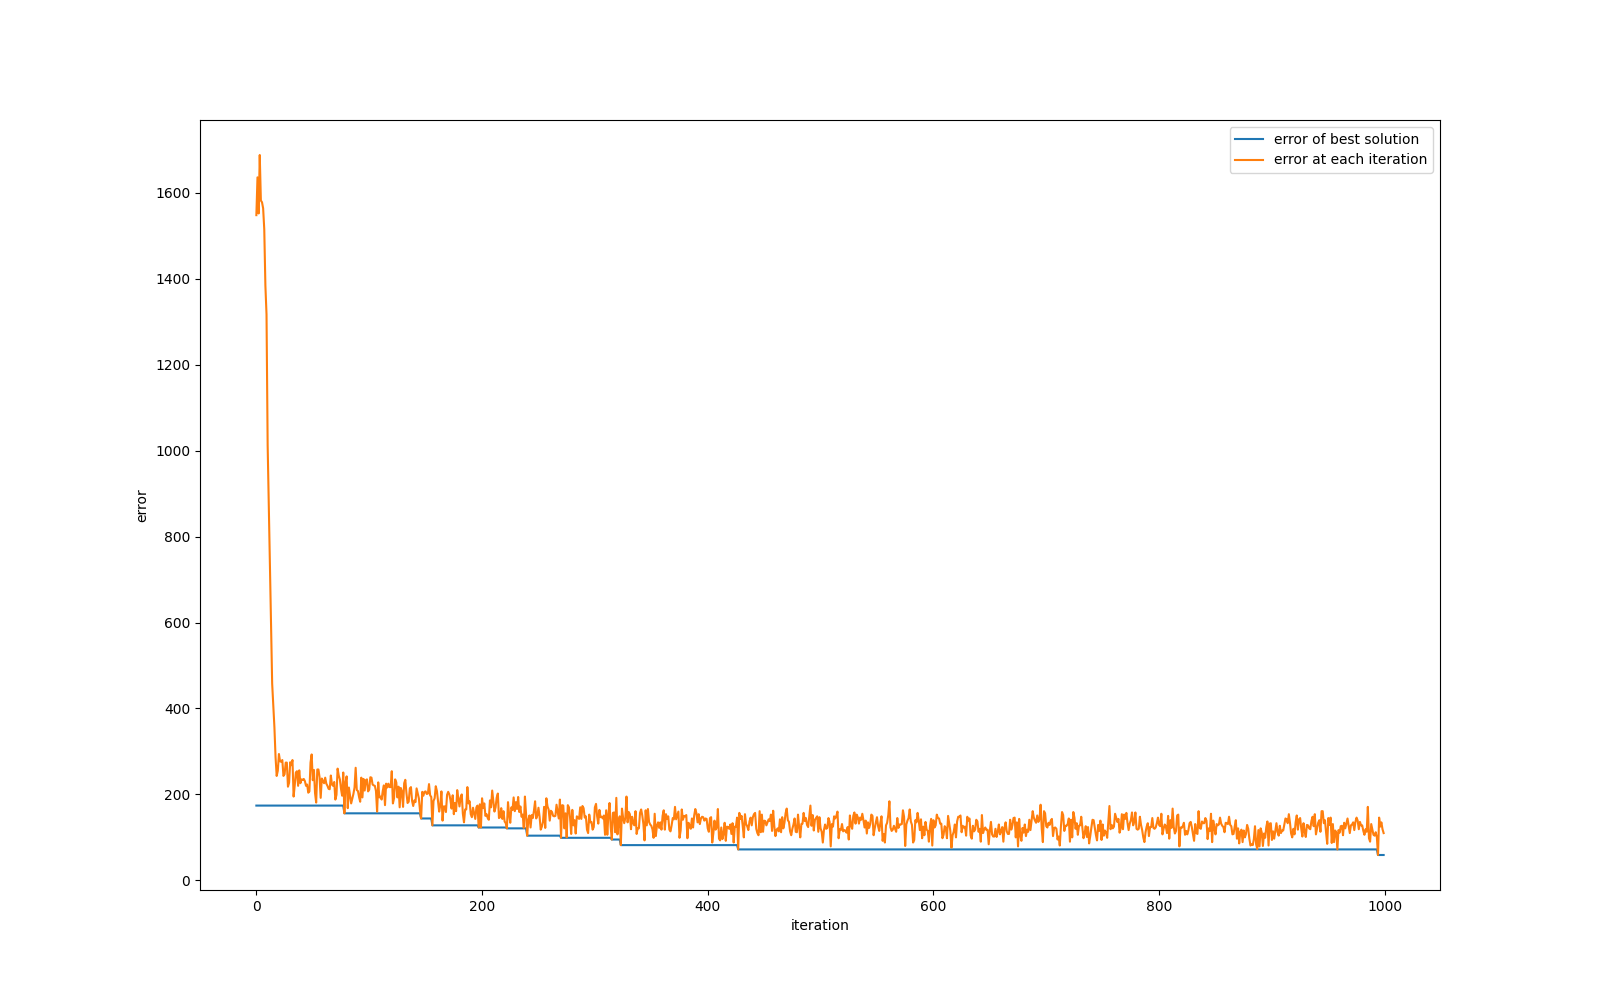 error of best solution
error at each iteration
1600
1400
1200
1000
800
600
400
200
0
error
0 200 400 600 800 1000
iteration